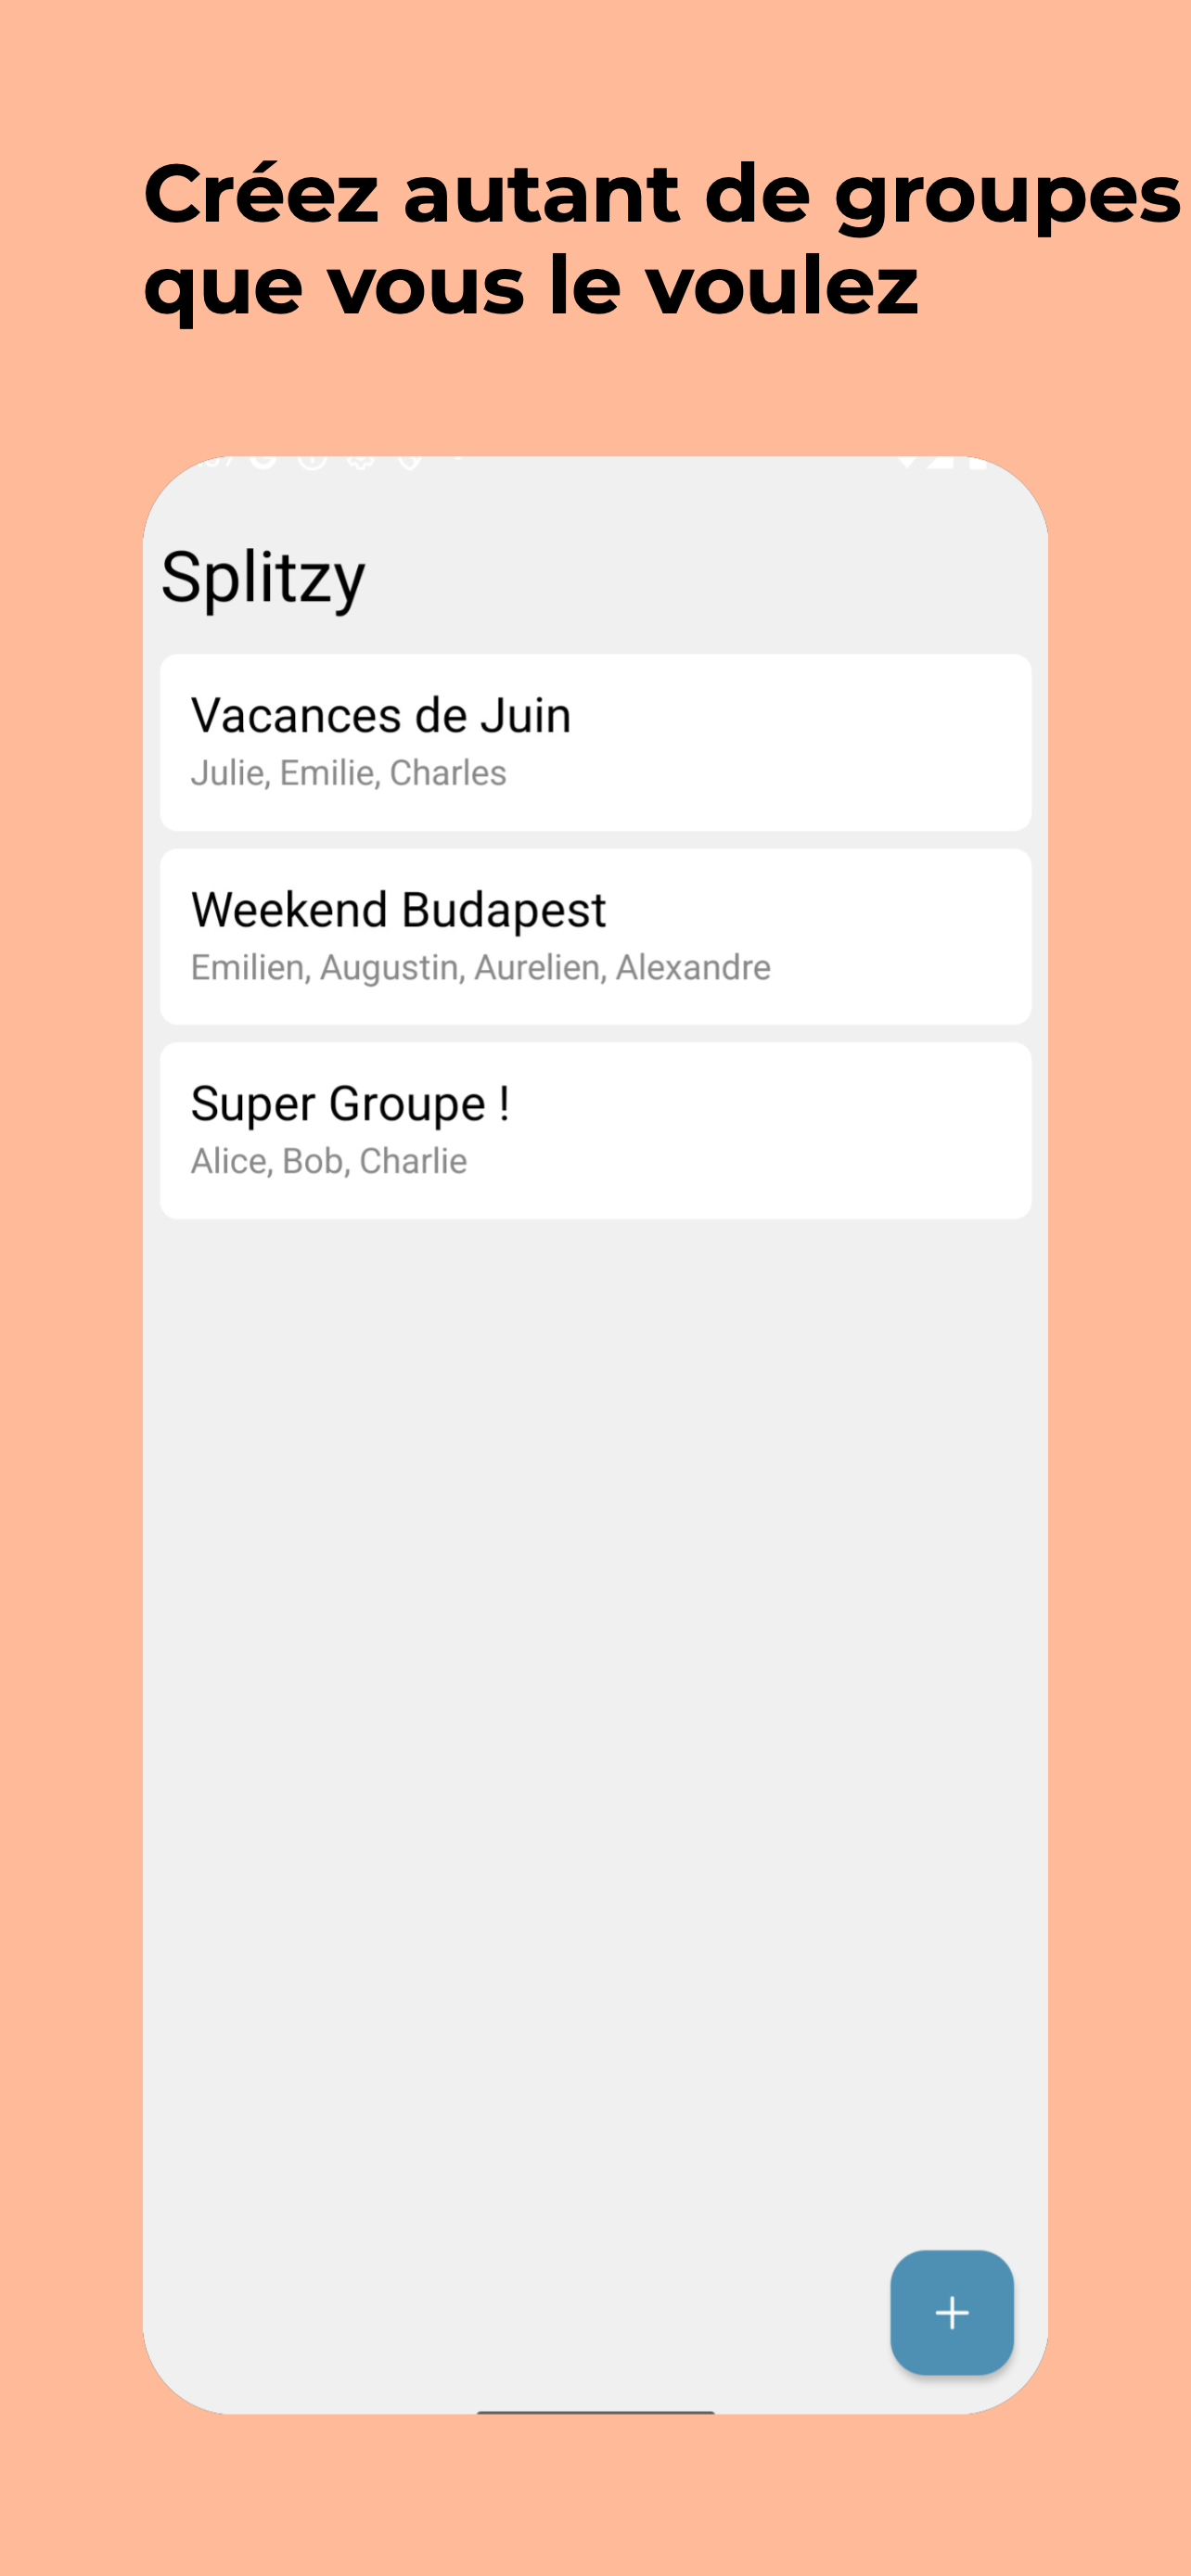 Créez autant de groupes
que vous le voulez
Splitzy
Vacances de Juin
Julie, Emilie, Charles
Weekend Budapest
Emilien, Augustin, Aurelien, Alexandre
Super Groupe !
Alice, Bob, Charlie